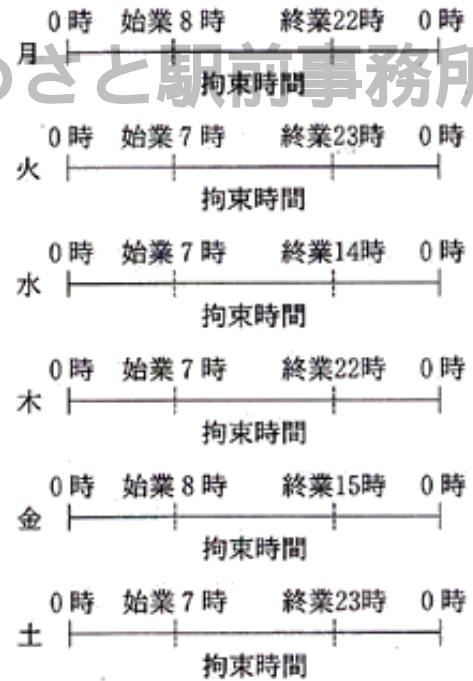 0時 始業8時 終業22時 0時
月
拘束時間
わさと駅前事務所
0時 始業7時 終業23時 0時
火
拘束時間
0時 始業7時 終業14時 0時
水
拘束時間
0時 始業7時 終業22時 0時
木
拘束時間
0時 始業8時 終業15時 0時
金
拘束時間
0時 始業7時 終業23時 0時
土
拘束時間